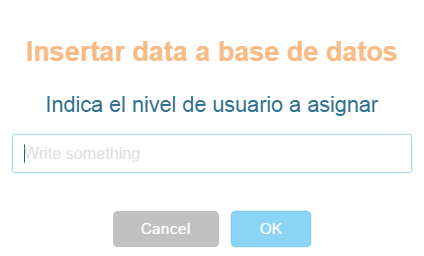 Insertar data a base de datos
Indica el nivel de usuario a asignar
Write something
Cancel
OK